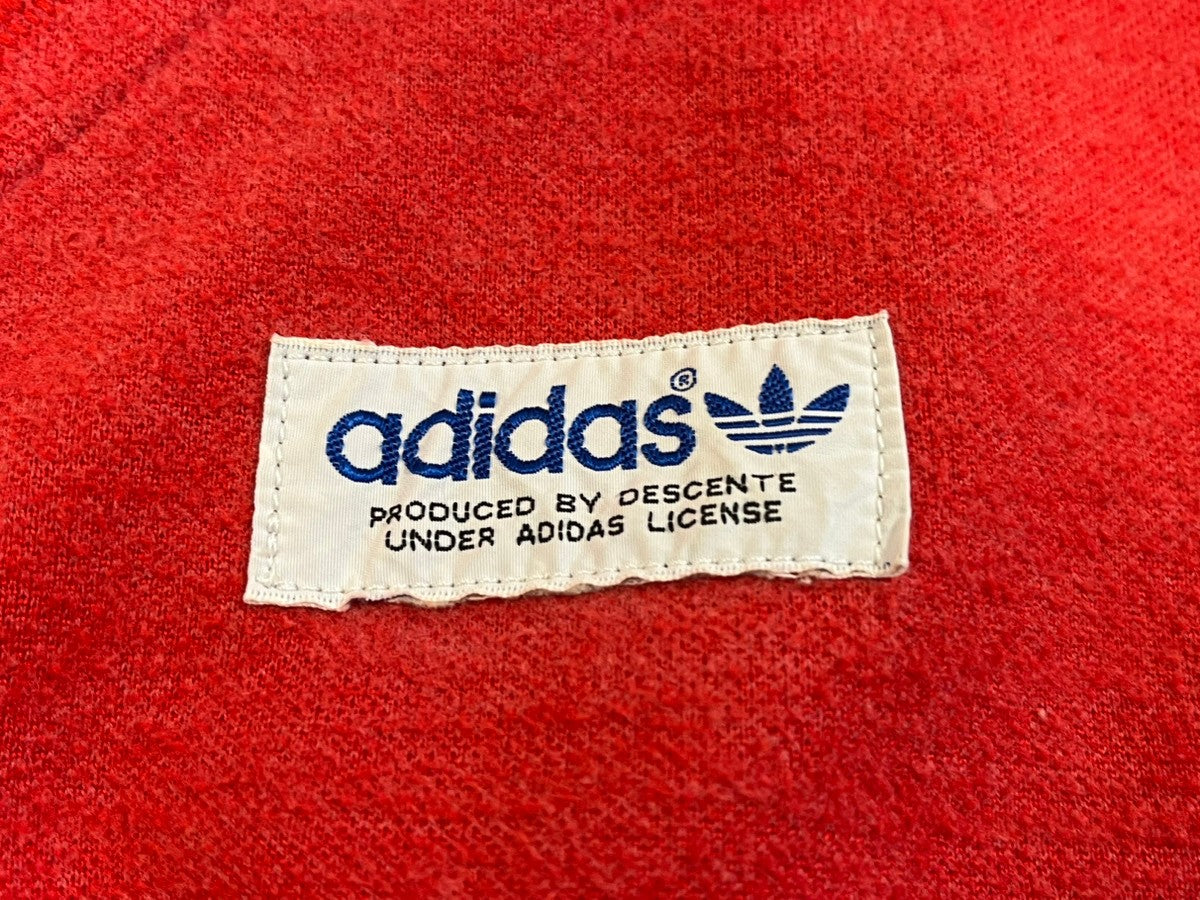 adidas®
PRODUCED BY DESCENTE
UNDER ADIDAS LICENSE